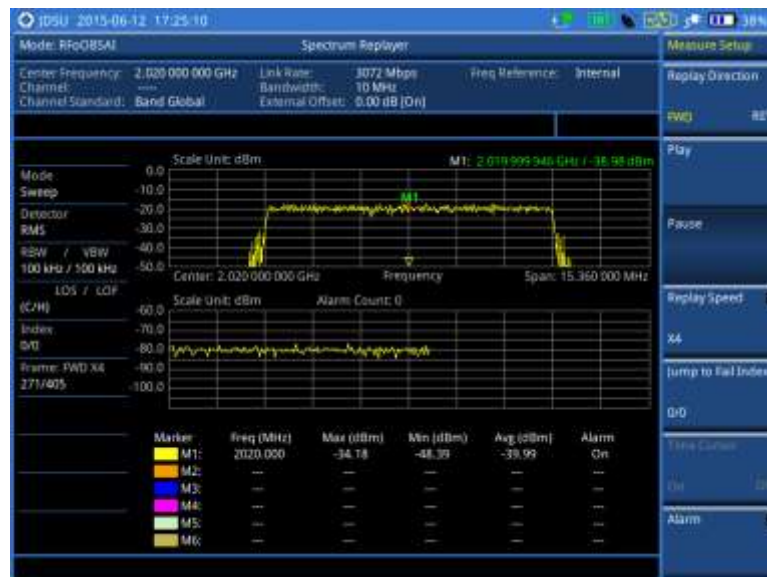 JDSU 2015-06-12 17:25:10
38%
Mode: RFoOBSAI
Spectrum Replayer
Measure Setup
Center Frequency: 2.020 000 000 GHz
Link Rate: 3072 Mbps
Freq Reference: Internal
Channel: ----
Bandwidth: 10 MHz
Channel Standard: Band Global
External Offset: 0.00 dB (On)
Replay Direction
FWD
Play
Pause
Replay Speed
X4
Jump to Fail Index
0/0
Time Cursor
On
Alarm
Mode
Sweep
Detector
RMS
RBW / VBW
100 kHz / 100 kHz
LOS / LOF
(C/H)
Index
0/0
Frame: FWD X4
271/405
Scale Unit: dBm
M1: 2.019 999 946 GHz / -38.98 dBm
0.0
-10.0
-20.0
-30.0
-40.0
-50.0
M1
Center: 2.020 000 000 GHz
Frequency
Span: 15.360 000 MHz
Scale Unit: dBm
Alarm Count: 0
-60.0
-70.0
-80.0
-90.0
-100.0
Marker Freq (MHz) Max (dBm) Min (dBm) Avg (dBm) Alarm
M1: 2020.000 -34.18 -48.39 -39.99 On
M2: --- --- --- --- ---
M3: --- --- --- --- ---
M4: --- --- --- --- ---
M5: --- --- --- --- ---
M6: --- --- --- --- ---